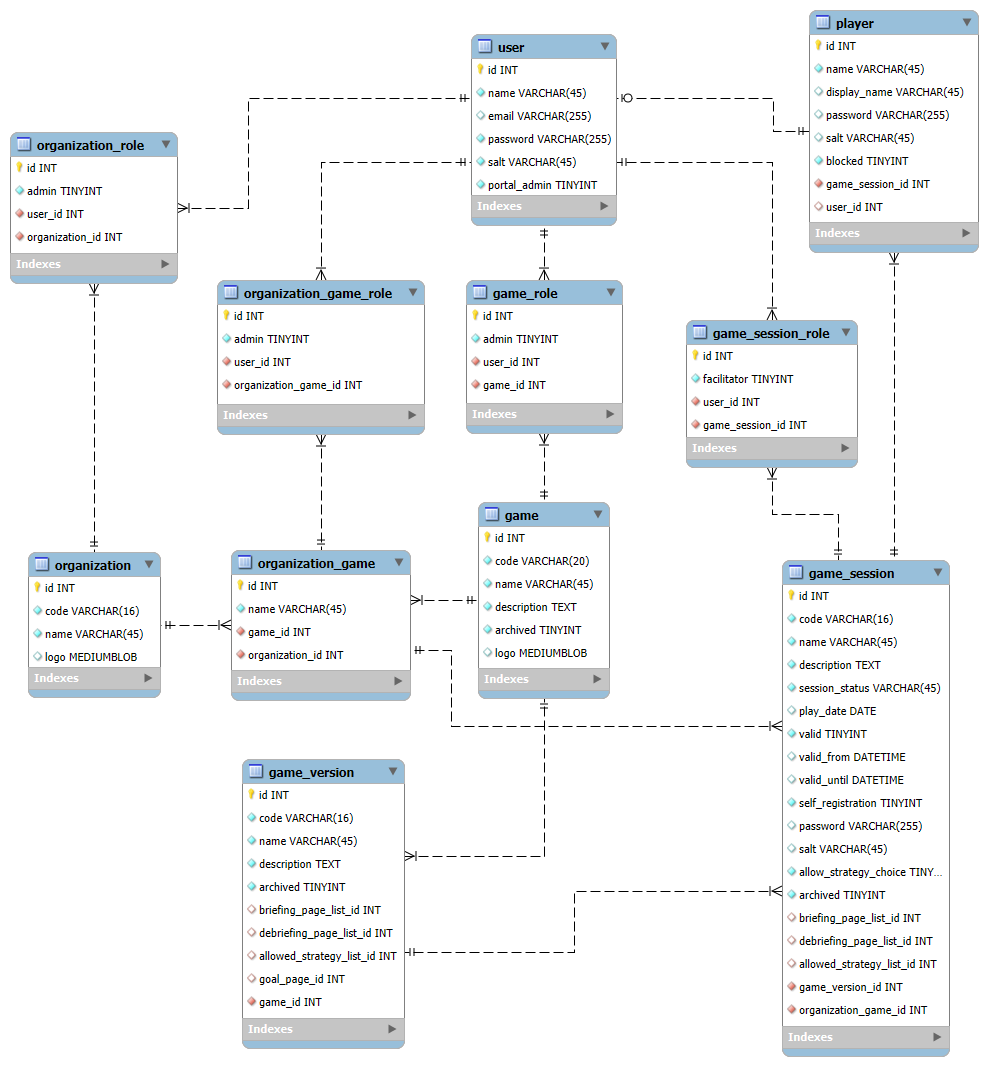 player
id INT
name VARCHAR(45)
display_name VARCHAR(45)
password VARCHAR(255)
salt VARCHAR(45)
blocked TINYINT
game_session_id INT
user_id INT
Indexes
user
id INT
name VARCHAR(45)
email VARCHAR(255)
password VARCHAR(255)
salt VARCHAR(45)
portal_admin TINYINT
Indexes
organization_role
id INT
admin TINYINT
user_id INT
organization_id INT
Indexes
organization_game_role
id INT
admin TINYINT
user_id INT
organization_game_id INT
Indexes
game_role
id INT
admin TINYINT
user_id INT
game_id INT
Indexes
game_session_role
id INT
facilitator TINYINT
user_id INT
game_session_id INT
Indexes
organization
id INT
code VARCHAR(16)
name VARCHAR(45)
logo MEDIUMBLOB
Indexes
organization_game
id INT
name VARCHAR(45)
game_id INT
organization_id INT
Indexes
game
id INT
code VARCHAR(20)
name VARCHAR(45)
description TEXT
archived TINYINT
logo MEDIUMBLOB
Indexes
game_session
id INT
code VARCHAR(16)
name VARCHAR(45)
description TEXT
session_status VARCHAR(45)
play_date DATE
valid TINYINT
valid_from DATETIME
valid_until DATETIME
self_registration TINYINT
password VARCHAR(255)
salt VARCHAR(45)
allow_strategy_choice TINY...
archived TINYINT
briefing_page_list_id INT
debriefing_page_list_id INT
allowed_strategy_list_id INT
game_version_id INT
organization_game_id INT
Indexes
game_version
id INT
code VARCHAR(16)
name VARCHAR(45)
description TEXT
archived TINYINT
briefing_page_list_id INT
debriefing_page_list_id INT
allowed_strategy_list_id INT
goal_page_id INT
game_id INT
Indexes